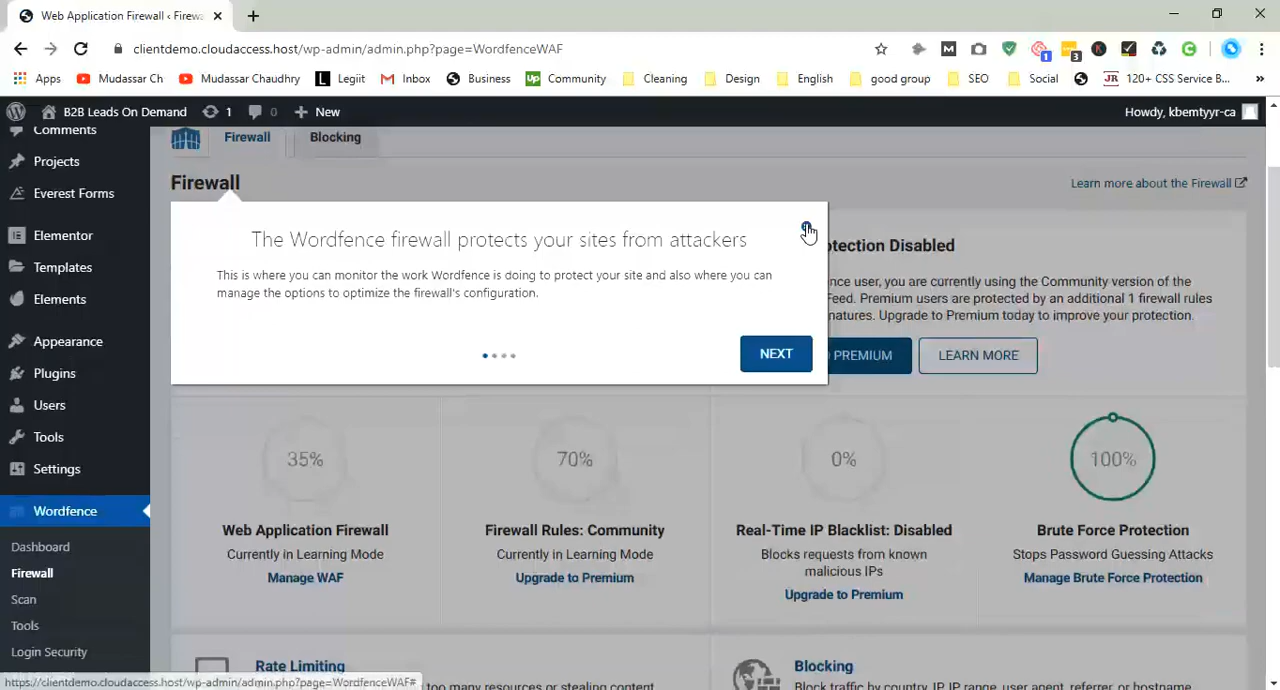 Web Application Firewall ‹ Firewa
clientdemo.cloudaccess.host/wp-admin/admin.php?page=WordfenceWAF
1
3
Apps
Mudassar Ch
Mudassar Chaudhry
Legiit
Inbox
Business
Up
Community
Cleaning
Design
English
good group
SEO
Social
JR
120+ CSS Service B...
B2B Leads On Demand
1
0
New
Howdy, kbemtyyr-ca
Comments
Projects
Everest Forms
Elementor
Templates
Elements
Appearance
Plugins
Users
Tools
Settings
Wordfence
Dashboard
Firewall
Scan
Tools
Login Security
Firewall
Blocking
Firewall
Learn more about the Firewall
The Wordfence firewall protects your sites from attackers
This is where you can monitor the work Wordfence is doing to protect your site and also where you can
manage the options to optimize the firewall's configuration.
NEXT
otection Disabled
nce user, you are currently using the Community version of the
Feed. Premium users are protected by an additional 1 firewall rules
natures. Upgrade to Premium today to improve your protection.
PREMIUM
LEARN MORE
35%
Web Application Firewall
Currently in Learning Mode
Manage WAF
70%
Firewall Rules: Community
Currently in Learning Mode
Upgrade to Premium
0%
Real-Time IP Blacklist: Disabled
Blocks requests from known
malicious IPs
Upgrade to Premium
100%
Brute Force Protection
Stops Password Guessing Attacks
Manage Brute Force Protection
Rate Limiting
too many resources or stealing content
Blocking
Block traffic by country, IP, IP range, user agent, referrer, or hostname
https://clientdemo.cloudaccess.host/wp-admin/admin.php?page=WordfenceWAF#